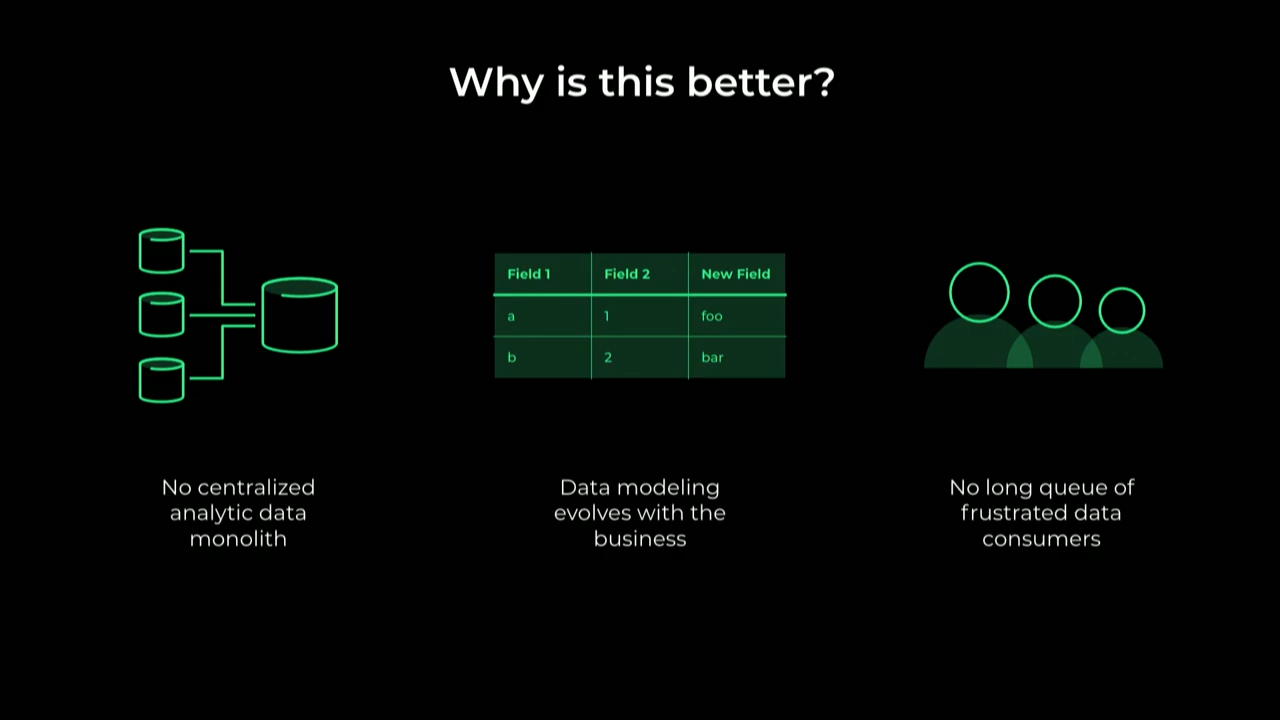 Why is this better?
Field 1 Field 2 New Field
a 1 foo
b 2 bar
No centralized
analytic data
monolith
Data modeling
evolves with the
business
No long queue of
frustrated data
consumers